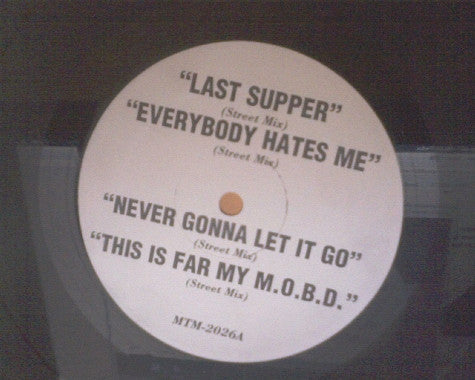 “LAST SUPPER”
(Street Mix)
“EVERYBODY HATES ME”
(Street Mix)
“NEVER GONNA LET IT GO”
(Street Mix)
“THIS IS FAR MY M.O.B.D.”
(Street Mix)
MTM-2026A